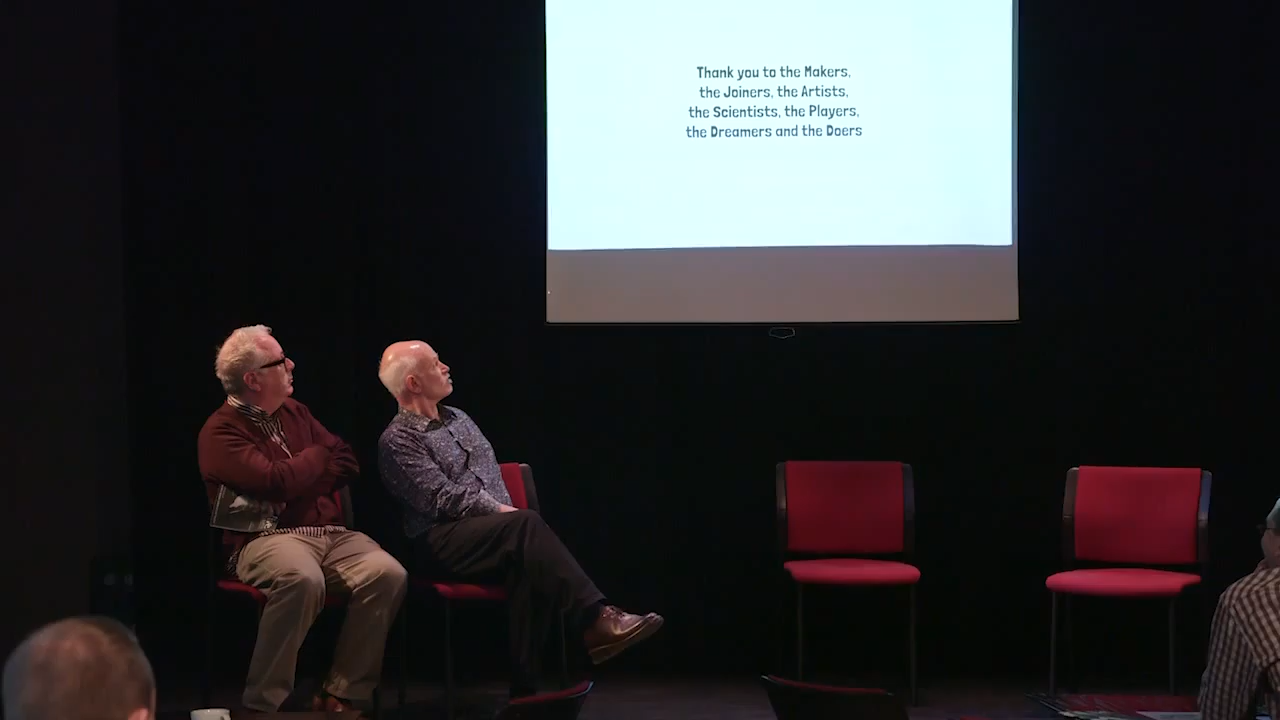 Thank you to the Makers,
the Joiners, the Artists,
the Scientists, the Players,
the Dreamers and the Doers